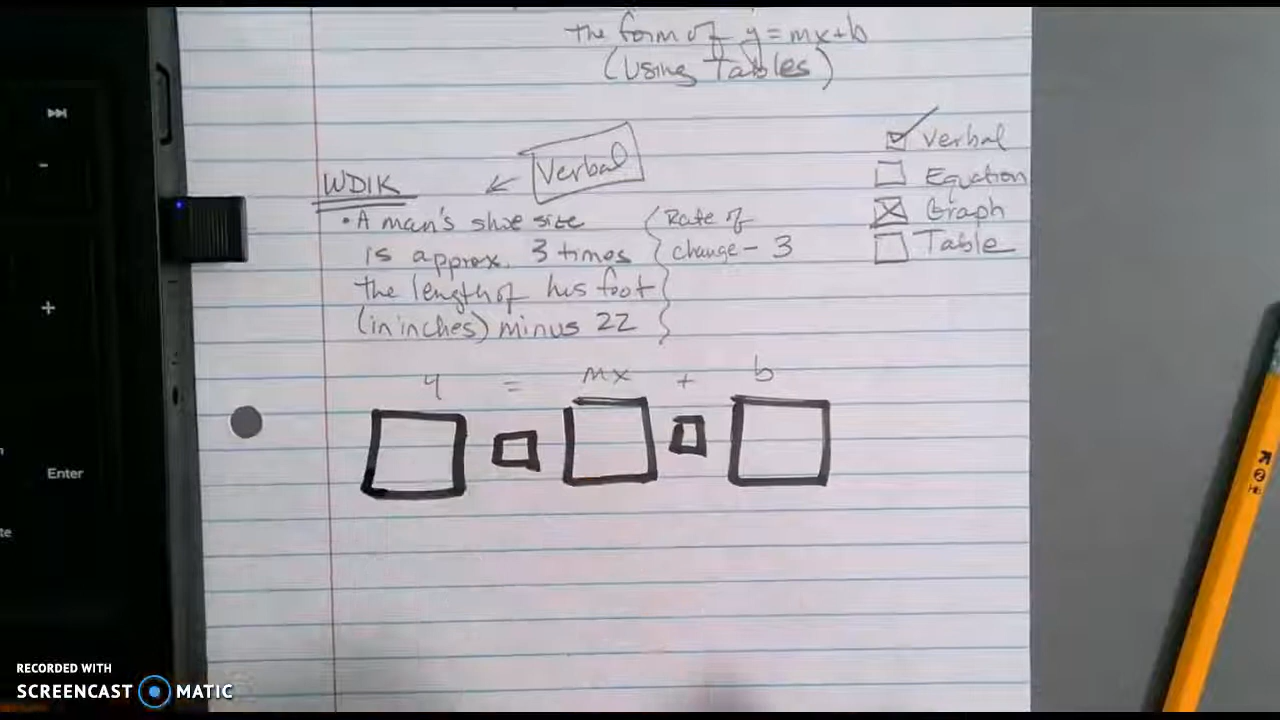 the form of y = mx + b
(Using Tables)
Verbal
WDIK
• A man's shoe size
is approx. 3 times
the length of his foot
(in inches) minus 22
Rate of
change - 3
Verbal
Equation
Graph
Table
y = mx + b
Enter
RECORDED WITH
SCREENCAST MATIC